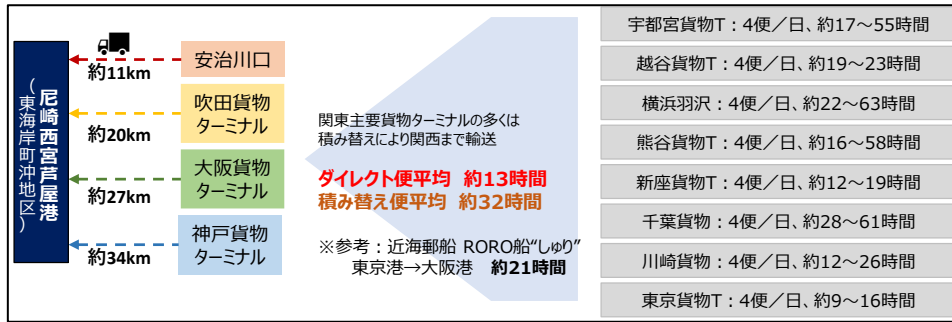 尼崎西宮芦屋港
(東海岸町沖地区)
約11km
約20km
約27km
約34km
安治川口
吹田貨物
ターミナル
大阪貨物
ターミナル
神戸貨物
ターミナル
関東主要貨物ターミナルの多くは
積み替えにより関西まで輸送
ダイレクト便平均 約13時間
積み替え便平均 約32時間
※参考:近海郵船 RORO船“しゅり”
東京港→大阪港 約21時間
宇都宮貨物T:4便/日、約17~55時間
越谷貨物T:4便/日、約19~23時間
横浜羽沢:4便/日、約22~63時間
熊谷貨物T:4便/日、約16~58時間
新座貨物T:4便/日、約12~19時間
千葉貨物:4便/日、約28~61時間
川崎貨物:4便/日、約12~26時間
東京貨物T:4便/日、約9~16時間